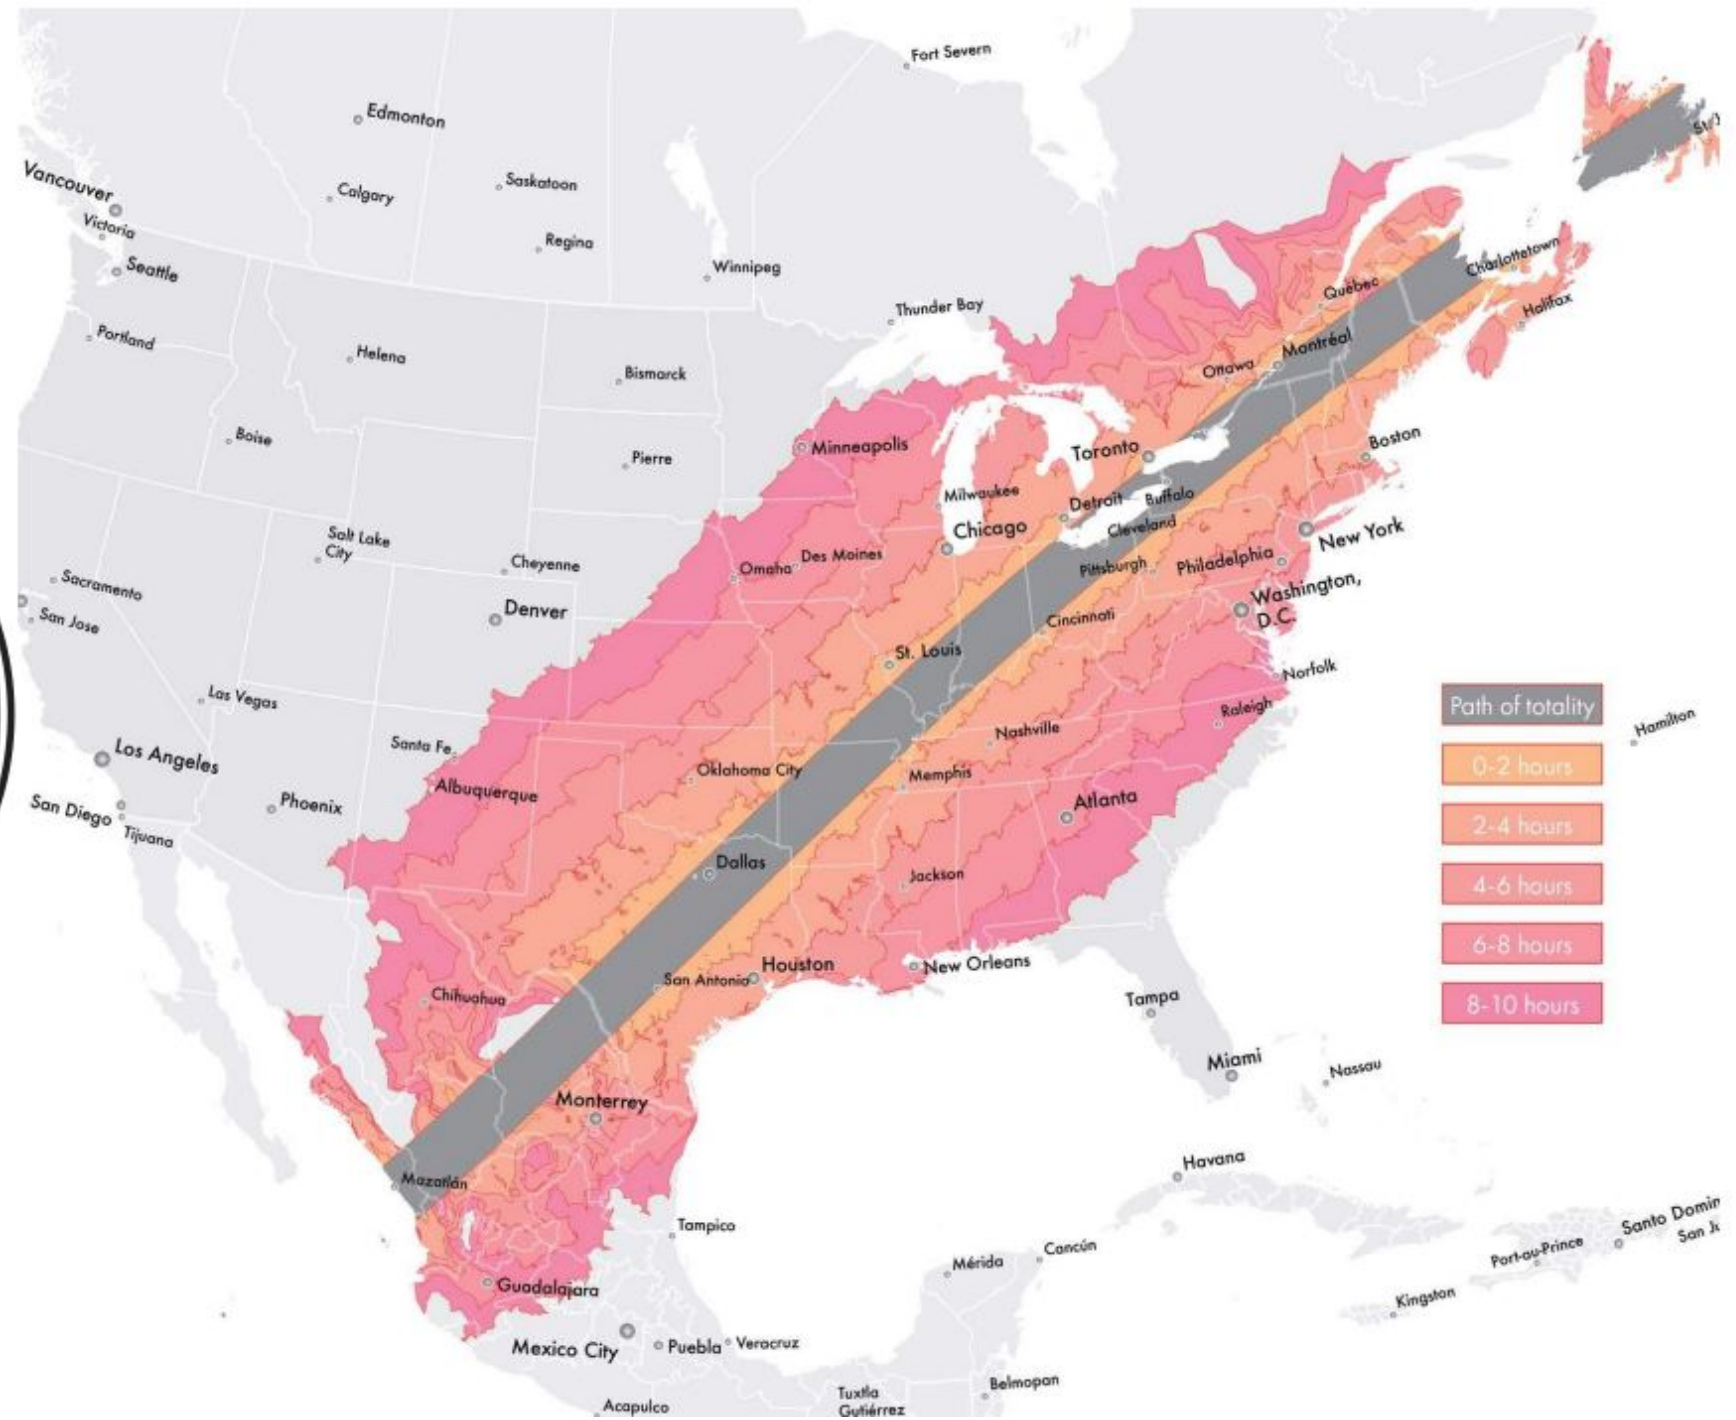 Fort Severn
Edmonton
Saskatoon
Calgary
Vancouver
Victoria
Regina
Winnipeg
Seattle
Charlottetown
Québec
Halifax
Thunder Bay
Portland
Helena
Bismarck
Montréal
Ottawa
Boise
Pierre
Minneapolis
Toronto
Boston
Milwaukee
Detroit
Buffalo
Chicago
Cleveland
New York
Salt Lake
City
Cheyenne
Omaha
Des Moines
Pittsburgh
Philadelphia
Sacramento
San Jose
Denver
Washington,
D.C.
Cincinnati
St. Louis
Norfolk
Las Vegas
Raleigh
Path of totality
Hamilton
Santa Fe
Nashville
Los Angeles
Oklahoma City
Memphis
0-2 hours
Albuquerque
Phoenix
San Diego
Tijuana
Atlanta
2-4 hours
Dallas
Jackson
4-6 hours
6-8 hours
Houston
New Orleans
San Antonio
Chihuahua
Tampa
8-10 hours
Miami
Nassau
Monterrey
Mazatlán
Havana
Tampico
Cancún
Mérida
Port-au-Prince
Santo Domin
Guadalajara
Kingston
Mexico City
Puebla
Veracruz
Belmopan
Tuxtla
Gutiérrez
Acapulco